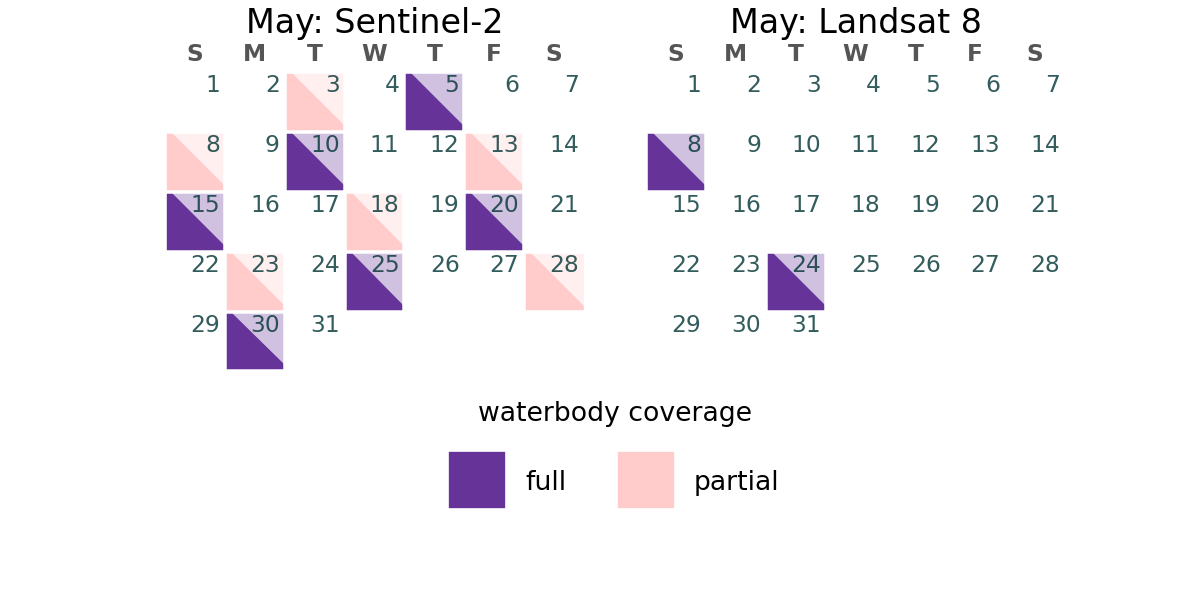 May: Sentinel-2
S M T W T F S
1 2 3 4 5 6 7
8 9 10 11 12 13 14
15 16 17 18 19 20 21
22 23 24 25 26 27 28
29 30 31
May: Landsat 8
S M T W T F S
1 2 3 4 5 6 7
8 9 10 11 12 13 14
15 16 17 18 19 20 21
22 23 24 25 26 27 28
29 30 31
waterbody coverage
full partial